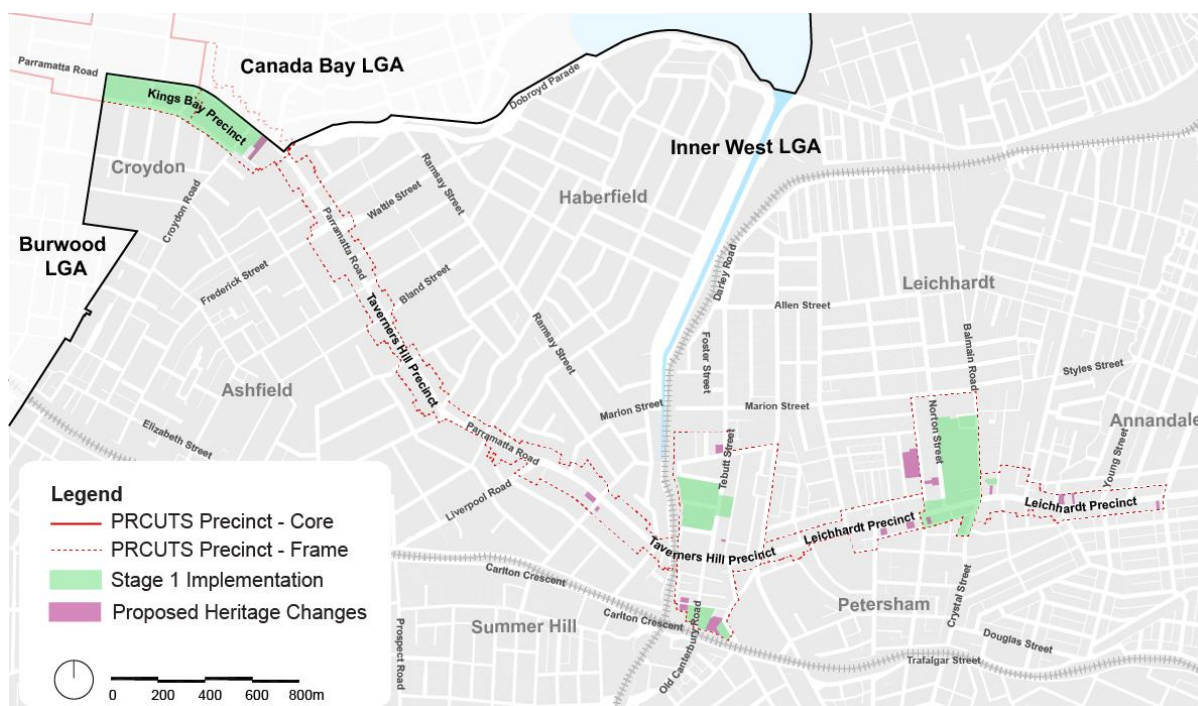 Parramatta Road
Canada Bay LGA
Kings Bay Precinct
Dobroyd Parade
Inner West LGA
Croydon
Croydon Road
Ramsay Street
Haberfield
Wattle Street
Parramatta Road
Burwood
LGA
Frederick Street
Bland Street
Darley Road
Allen Street
Leichhardt
Taverners Hill Precinct
Ramsay Street
Foster Street
Balmain Road
Styles Street
Ashfield
Marion Street
Marion Street
Norton Street
Annandale
Elizabeth Street
Parramatta Road
Tebutt Street
Young Street
Liverpool Road
Leichhardt Precinct
Leichhardt Precinct
Taverners Hill Precinct
Carlton Crescent
Carlton Crescent
Old Canterbury Road
Petersham
Crystal Street
Douglas Street
Summer Hill
Prospect Road
Trafalgar Street
Legend
PRCUTS Precinct - Core
PRCUTS Precinct - Frame
Stage 1 Implementation
Proposed Heritage Changes
0 200 400 600 800m